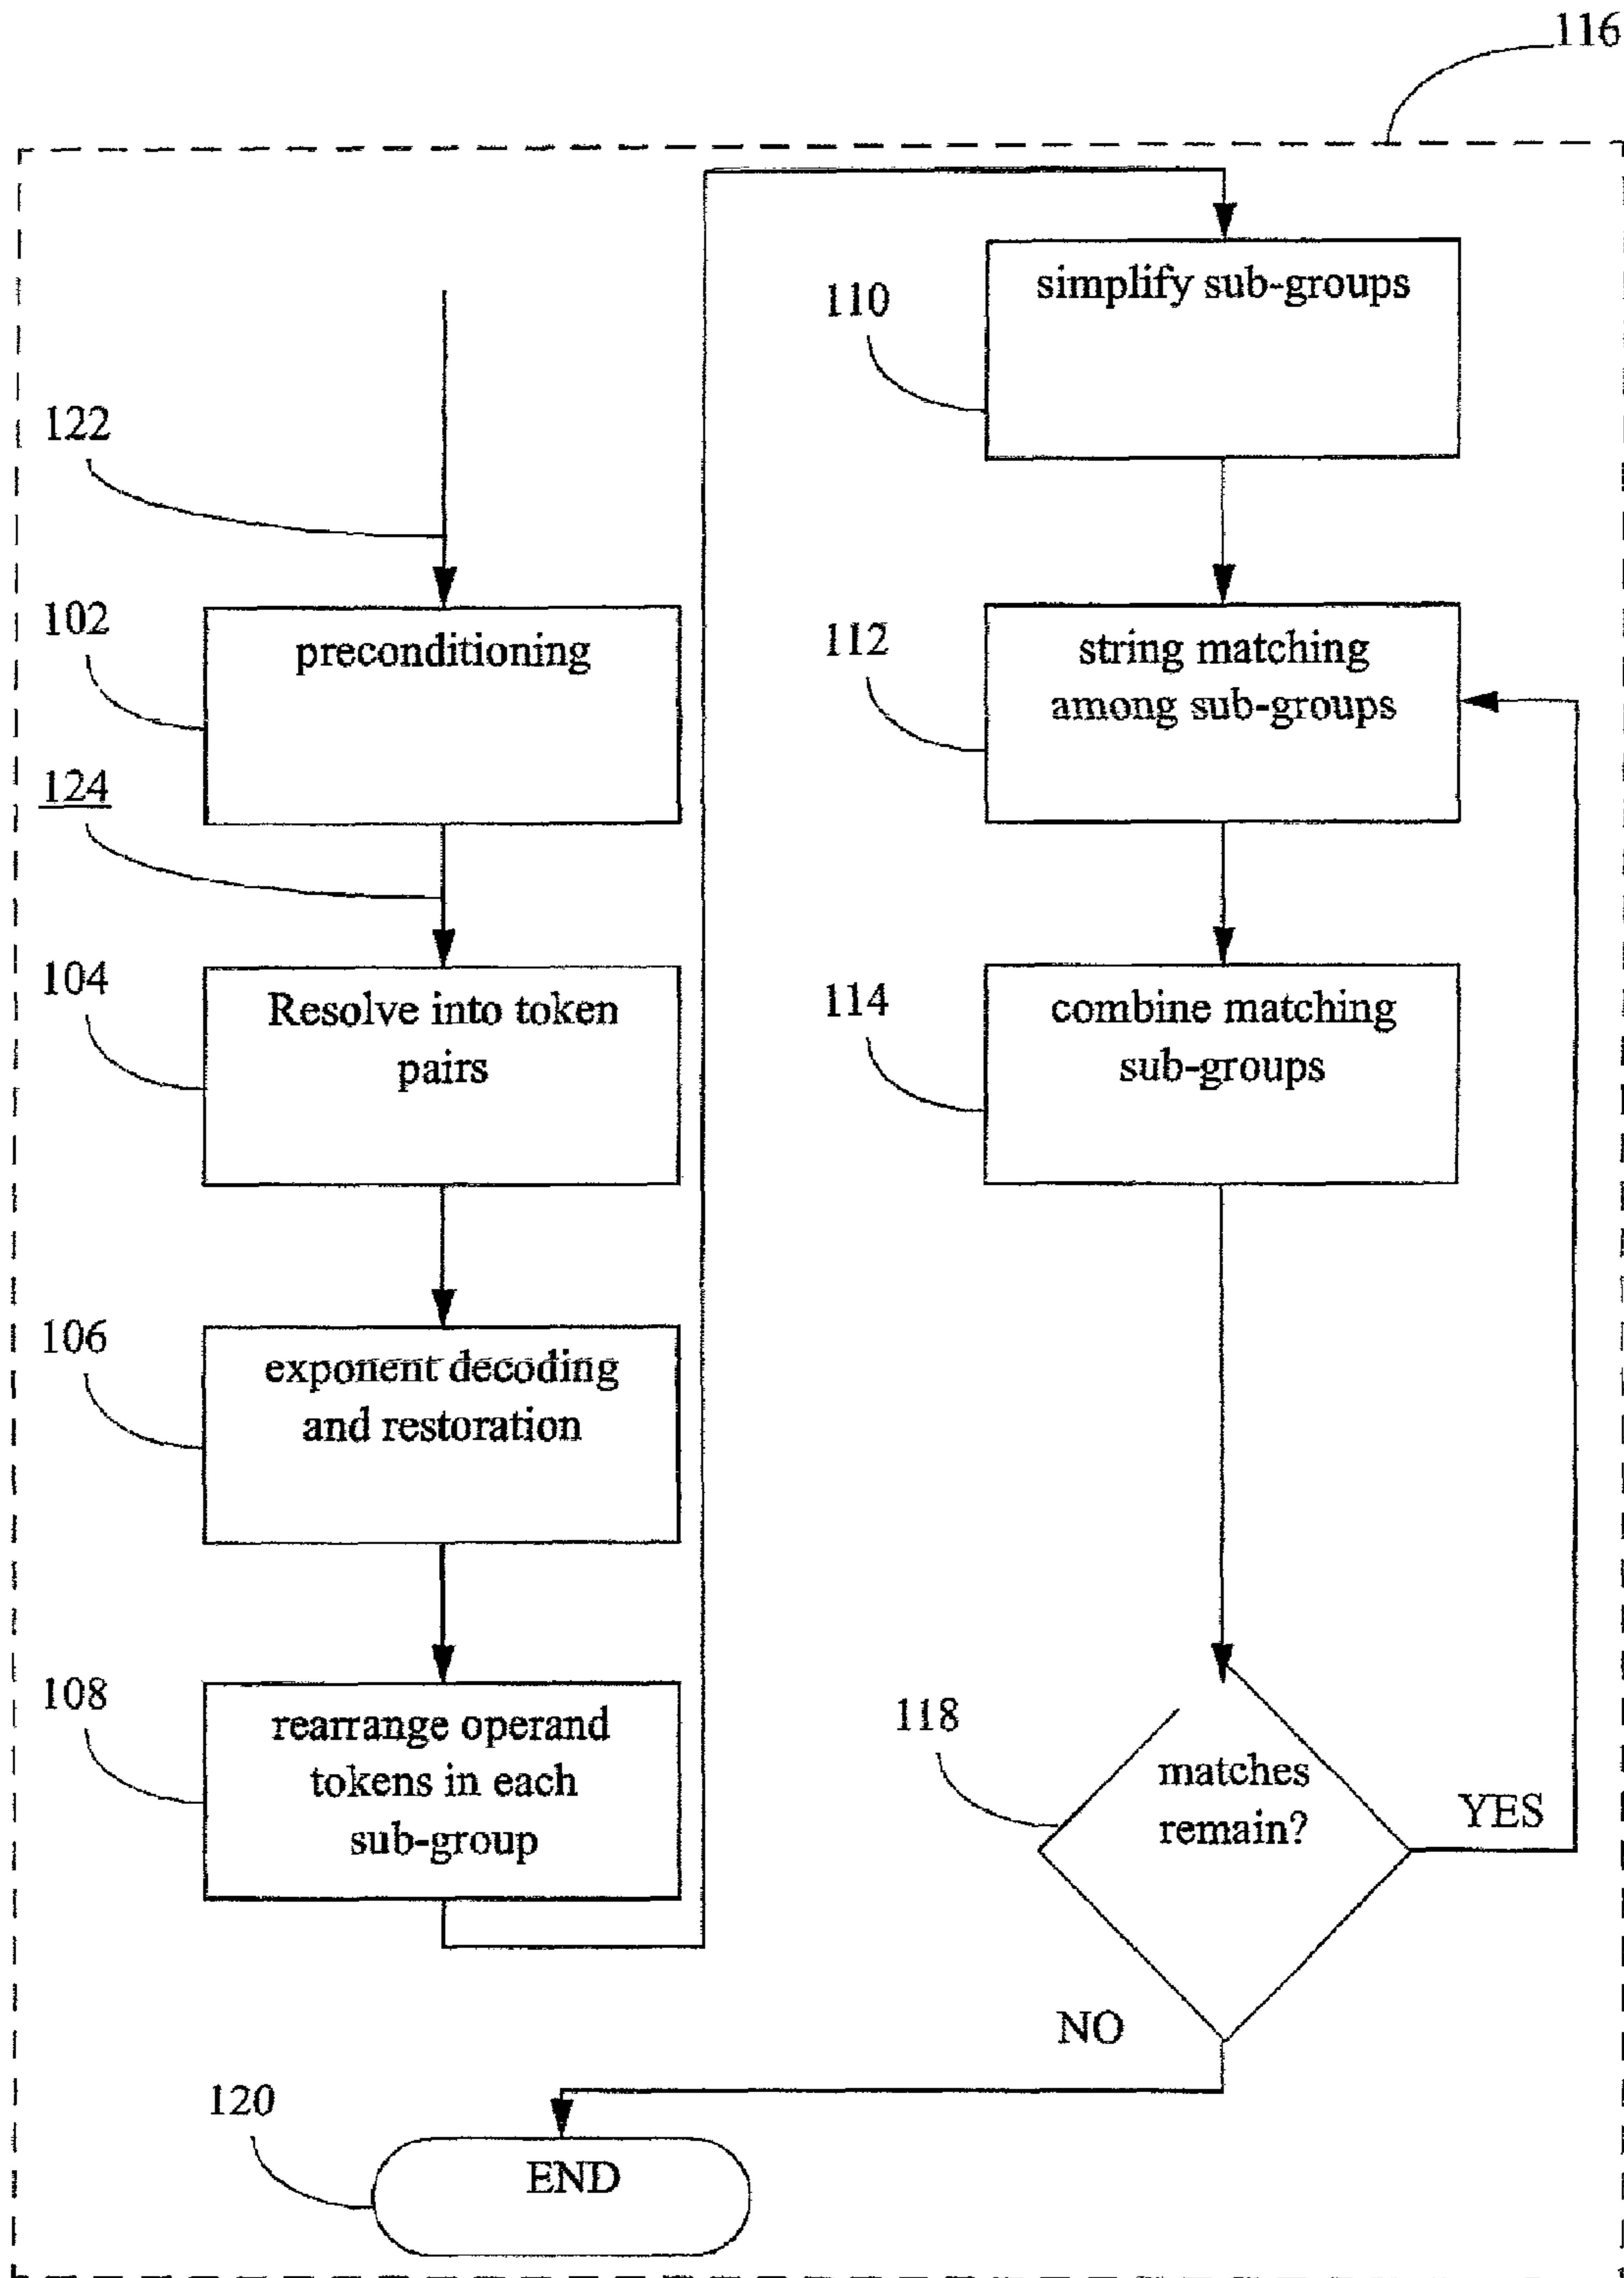 116
122
102
preconditioning
124
104
Resolve into token
pairs
106
exponent decoding
and restoration
108
rearrange operand
tokens in each
sub-group
110
simplify sub-groups
112
string matching
among sub-groups
114
combine matching
sub-groups
118
matches
remain?
YES
NO
120
END